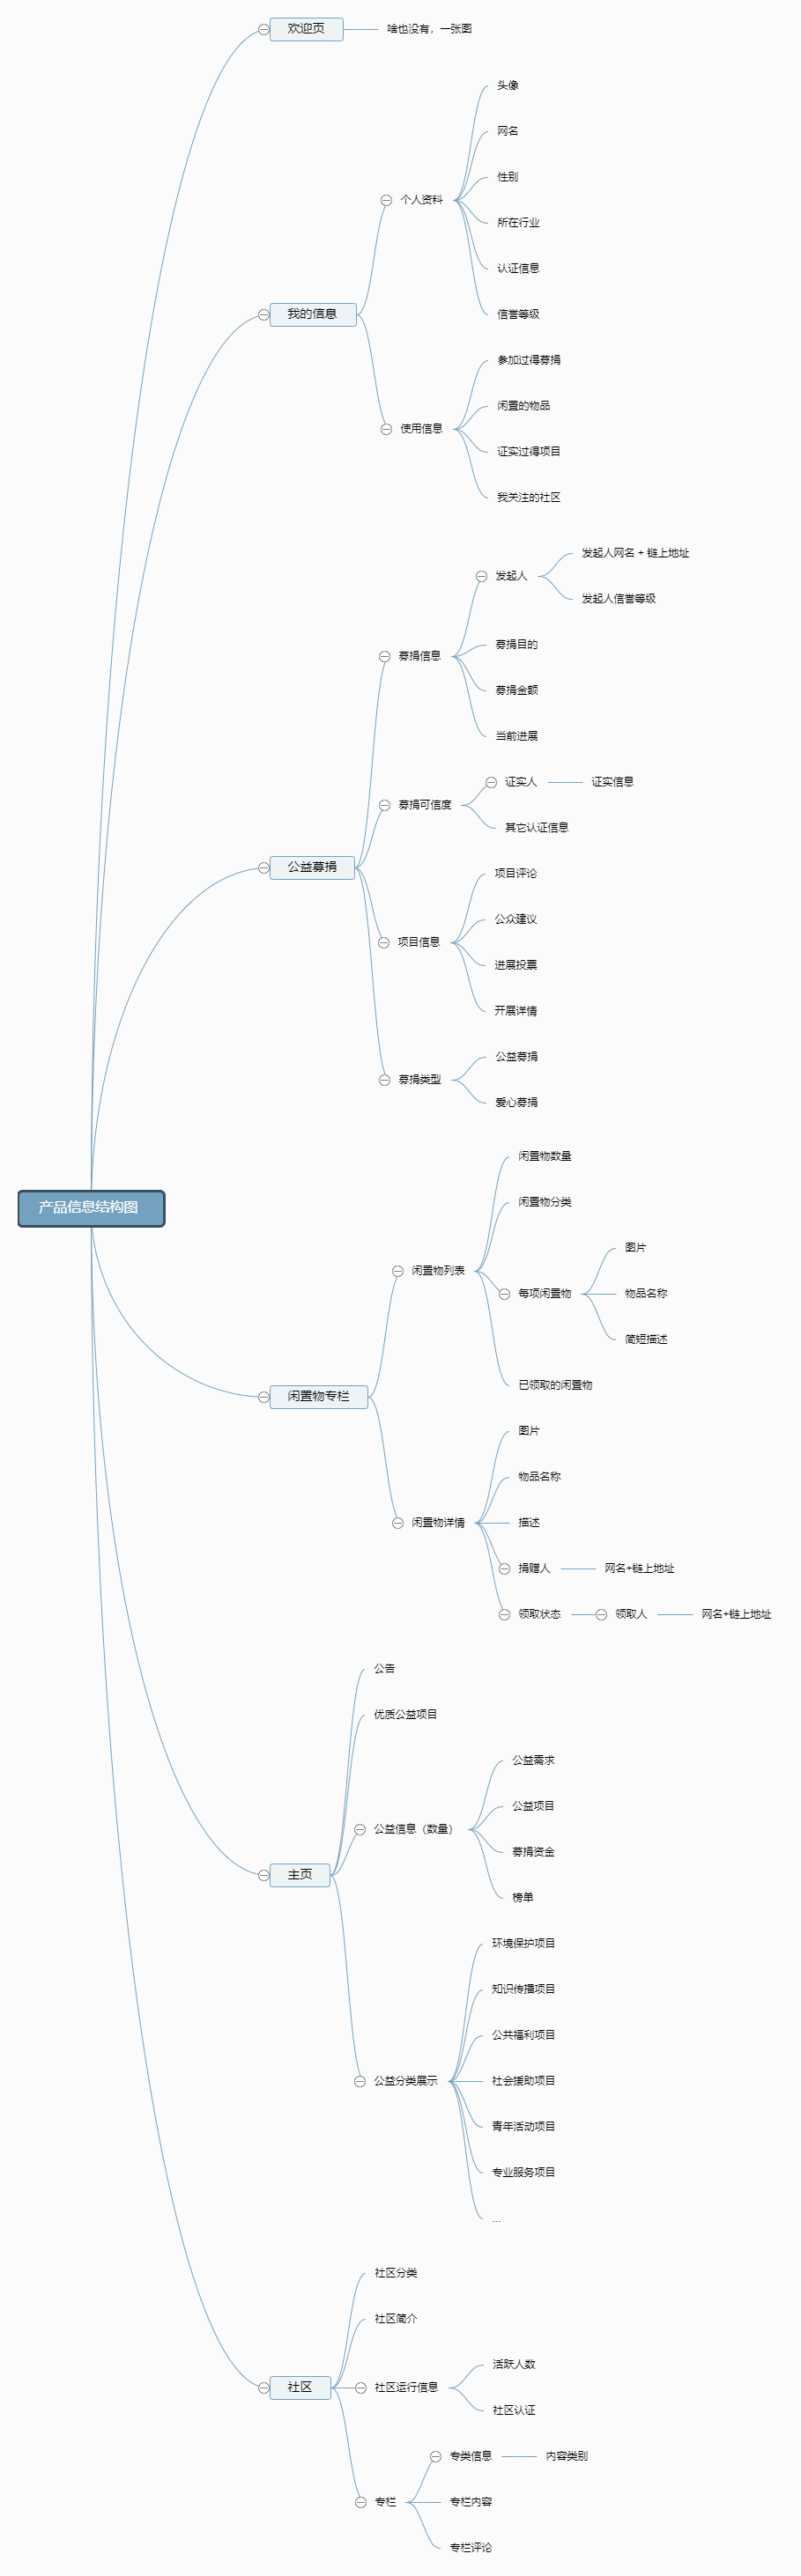 欢迎页
啥也没有，一张图
我的信息
个人资料
头像
网名
性别
所在行业
认证信息
信誉等级
使用信息
参加过得募捐
闲置的物品
证实过得项目
我关注的社区
公益募捐
募捐信息
发起人
发起人网名 + 链上地址
发起人信誉等级
募捐目的
募捐金额
当前进展
募捐可信度
证实人
证实信息
其它认证信息
项目信息
项目评论
公众建议
进展投票
开展详情
募捐类型
公益募捐
爱心募捐
产品信息结构图
闲置物专栏
闲置物列表
闲置物数量
闲置物分类
每项闲置物
图片
物品名称
简短描述
已领取的闲置物
闲置物详情
图片
物品名称
描述
捐赠人
网名+链上地址
领取状态
领取人
网名+链上地址
主页
公告
优质公益项目
公益信息（数量）
公益需求
公益项目
募捐资金
榜单
公益分类展示
环境保护项目
知识传播项目
公共福利项目
社会援助项目
青年活动项目
专业服务项目
...
社区
社区分类
社区简介
社区运行信息
活跃人数
社区认证
专栏
专类信息
内容类别
专栏内容
专栏评论